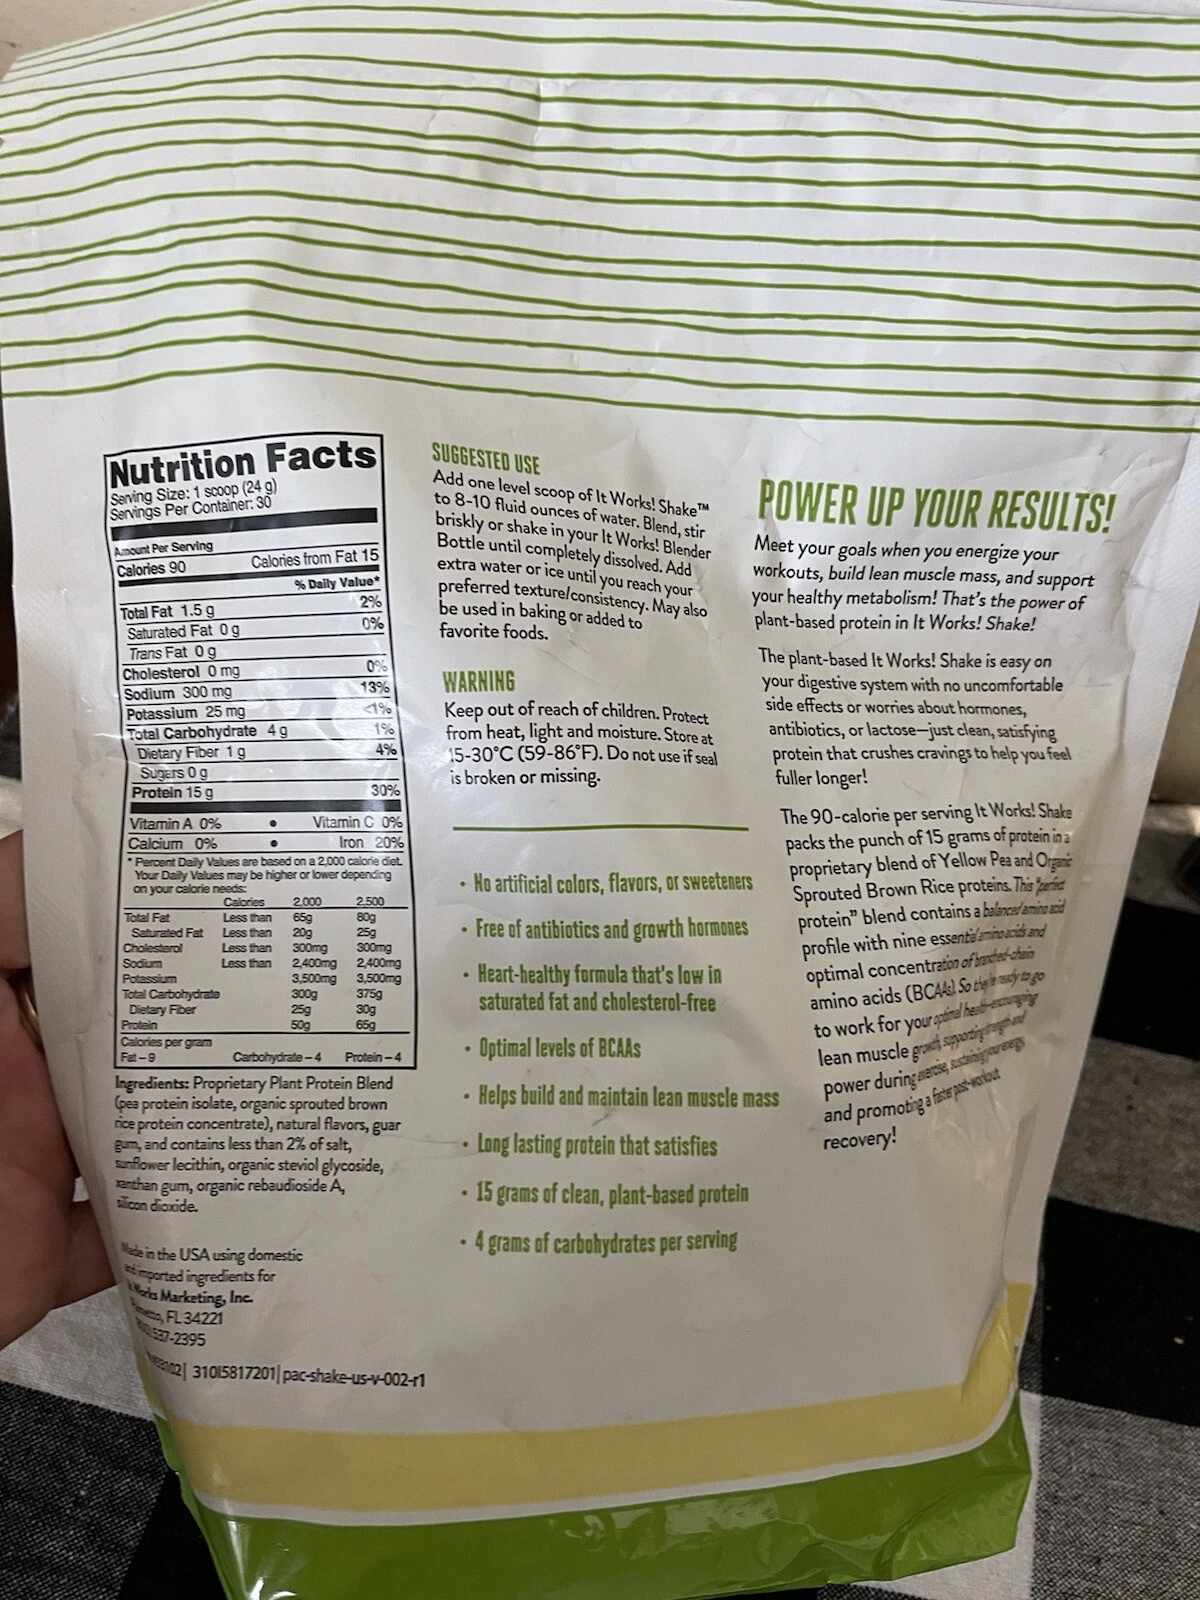 Nutrition Facts
Serving Size: 1 scoop (24 g)
Servings Per Container: 30
Amount Per Serving
Calories 90 Calories from Fat 15
% Daily Value*
Total Fat 1.5 g 2%
Saturated Fat 0 g 0%
Trans Fat 0 g
Cholesterol 0 mg 0%
Sodium 300 mg 13%
Potassium 25 mg <1%
Total Carbohydrate 4 g 1%
Dietary Fiber 1 g 4%
Sugars 0 g
Protein 15 g 30%
Vitamin A 0% • Vitamin C 0%
Calcium 0% • Iron 20%
* Percent Daily Values are based on a 2,000 calorie diet.
Your Daily Values may be higher or lower depending
on your calorie needs:
Calories 2,000 2,500
Total Fat Less than 65g 80g
Saturated Fat Less than 20g 25g
Cholesterol Less than 300mg 300mg
Sodium Less than 2,400mg 2,400mg
Potassium 3,500mg 3,500mg
Total Carbohydrate 300g 375g
Dietary Fiber 25g 30g
Protein 50g 65g
Calories per gram
Fat – 9 Carbohydrate – 4 Protein – 4
Ingredients: Proprietary Plant Protein Blend
(pea protein isolate, organic sprouted brown
rice protein concentrate), natural flavors, guar
gum, and contains less than 2% of salt,
sunflower lecithin, organic steviol glycoside,
xanthan gum, organic rebaudioside A,
silicon dioxide.
Made in the USA using domestic
and imported ingredients for
Works Marketing, Inc.
FL 34221
537-2395
31015817201| pac-shake-us-v-002-r1
SUGGESTED USE
Add one level scoop of It Works! Shake™
to 8-10 fluid ounces of water. Blend, stir
briskly or shake in your It Works! Blender
Bottle until completely dissolved. Add
extra water or ice until you reach your
preferred texture/consistency. May also
be used in baking or added to
favorite foods.
WARNING
Keep out of reach of children. Protect
from heat, light and moisture. Store at
15-30°C (59-86°F). Do not use if seal
is broken or missing.
• No artificial colors, flavors, or sweeteners
• Free of antibiotics and growth hormones
• Heart-healthy formula that's low in
saturated fat and cholesterol-free
• Optimal levels of BCAAs
• Helps build and maintain lean muscle mass
• Long lasting protein that satisfies
• 15 grams of clean, plant-based protein
• 4 grams of carbohydrates per serving
POWER UP YOUR RESULTS!
Meet your goals when you energize your
workouts, build lean muscle mass, and support
your healthy metabolism! That's the power of
plant-based protein in It Works! Shake!
The plant-based It Works! Shake is easy on
your digestive system with no uncomfortable
side effects or worries about hormones,
antibiotics, or lactose—just clean, satisfying
protein that crushes cravings to help you feel
fuller longer!
The 90-calorie per serving It Works! Shake
packs the punch of 15 grams of protein in a
proprietary blend of Yellow Pea and Organic
Sprouted Brown Rice proteins. This "perfect
protein" blend contains a balanced amino acid
profile with nine essential amino acids and
optimal concentration of branched-chain
amino acids (BCAAs). So they're ready to go
to work for your optimal health–encouraging
lean muscle growth, supporting strength and
power during exercise, sustaining your energy,
and promoting a faster post-workout
recovery!